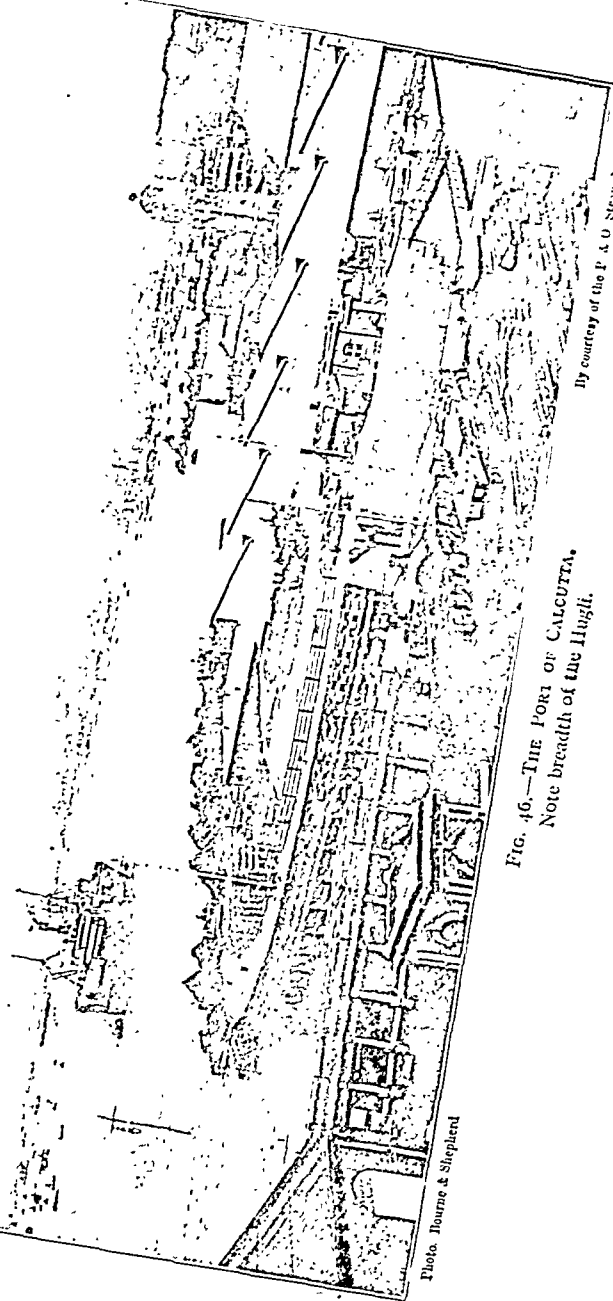 Photo. Bourne & Shepherd
By courtesy of the P & O
FIG. 46.—THE PORT OF CALCUTTA.
Note breadth of the Hugli.